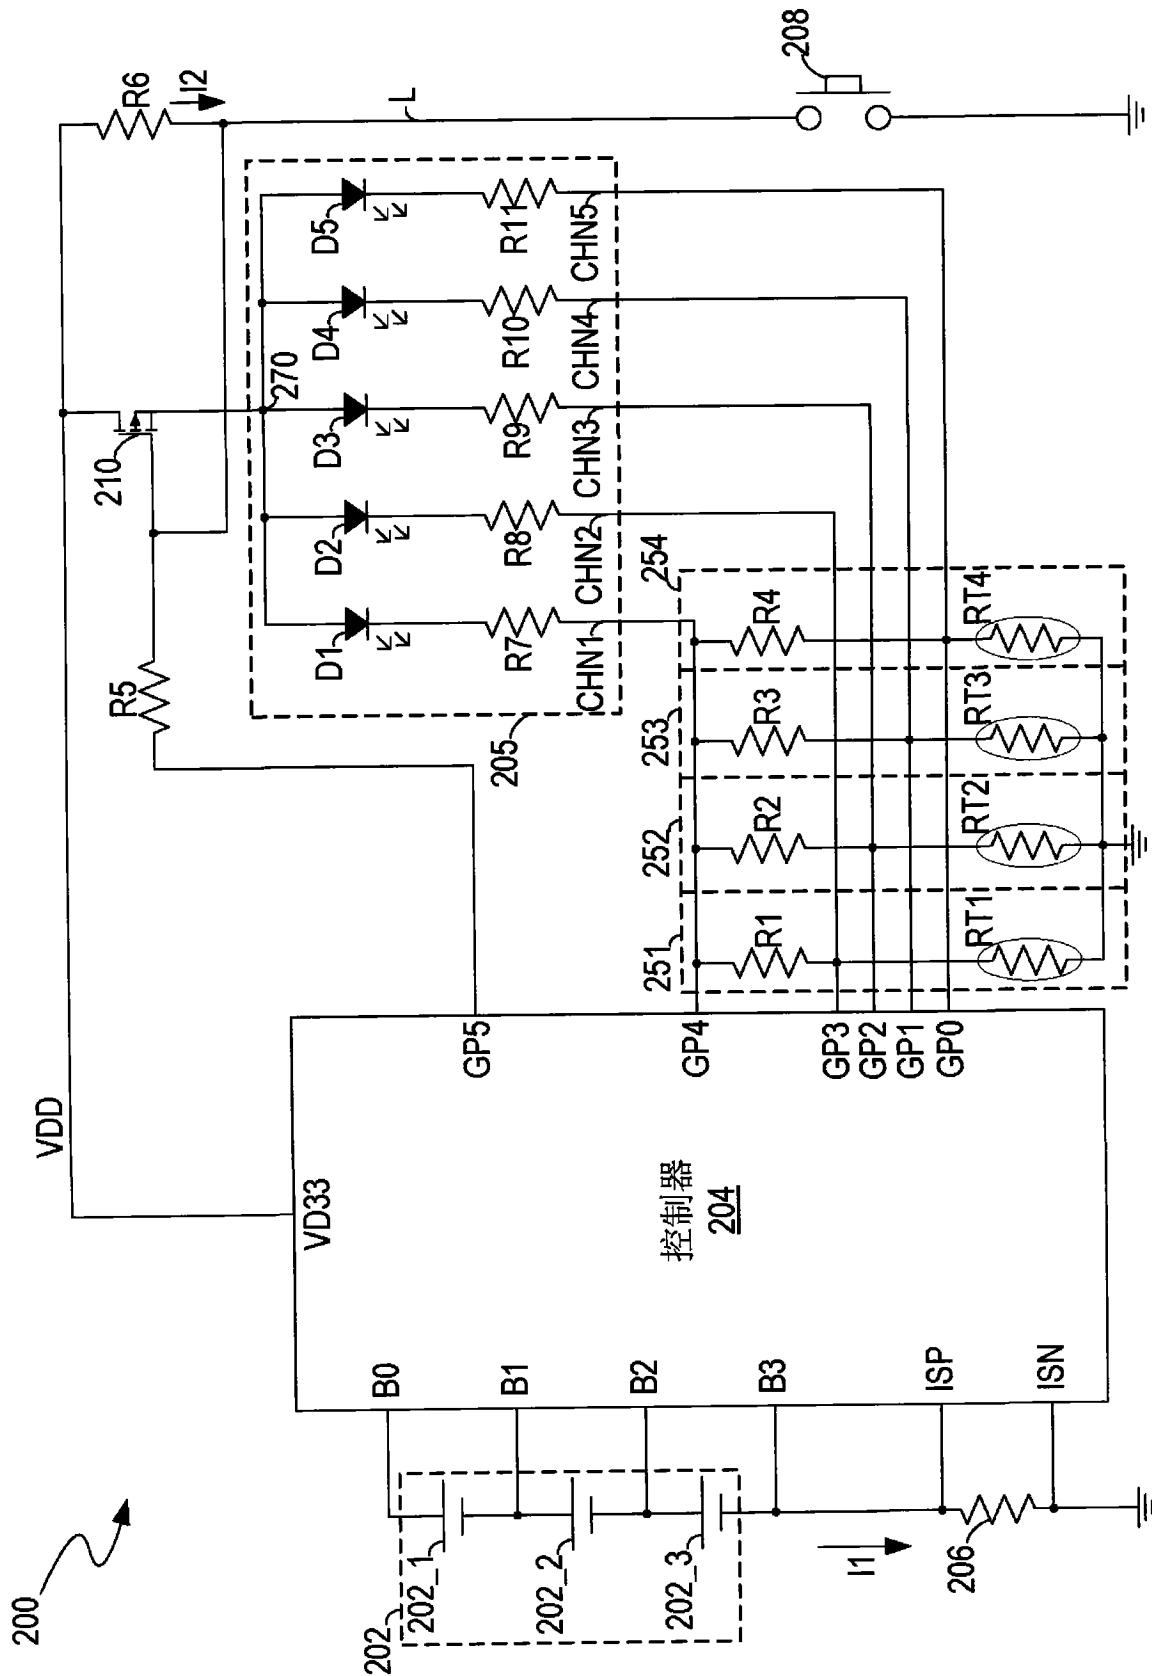 200
VDD
R6
I2
L
208
210
R5
270
D1
D2
D3
D4
D5
R7
R8
R9
R10
R11
CHN1
CHN2
CHN3
CHN4
CHN5
205
VD33
控制器
204
GP5
GP4
GP3
GP2
GP1
GP0
B0
B1
B2
B3
ISP
ISN
202
202_1
202_2
202_3
I1
206
251
252
253
254
R1
R2
R3
R4
RT1
RT2
RT3
RT4